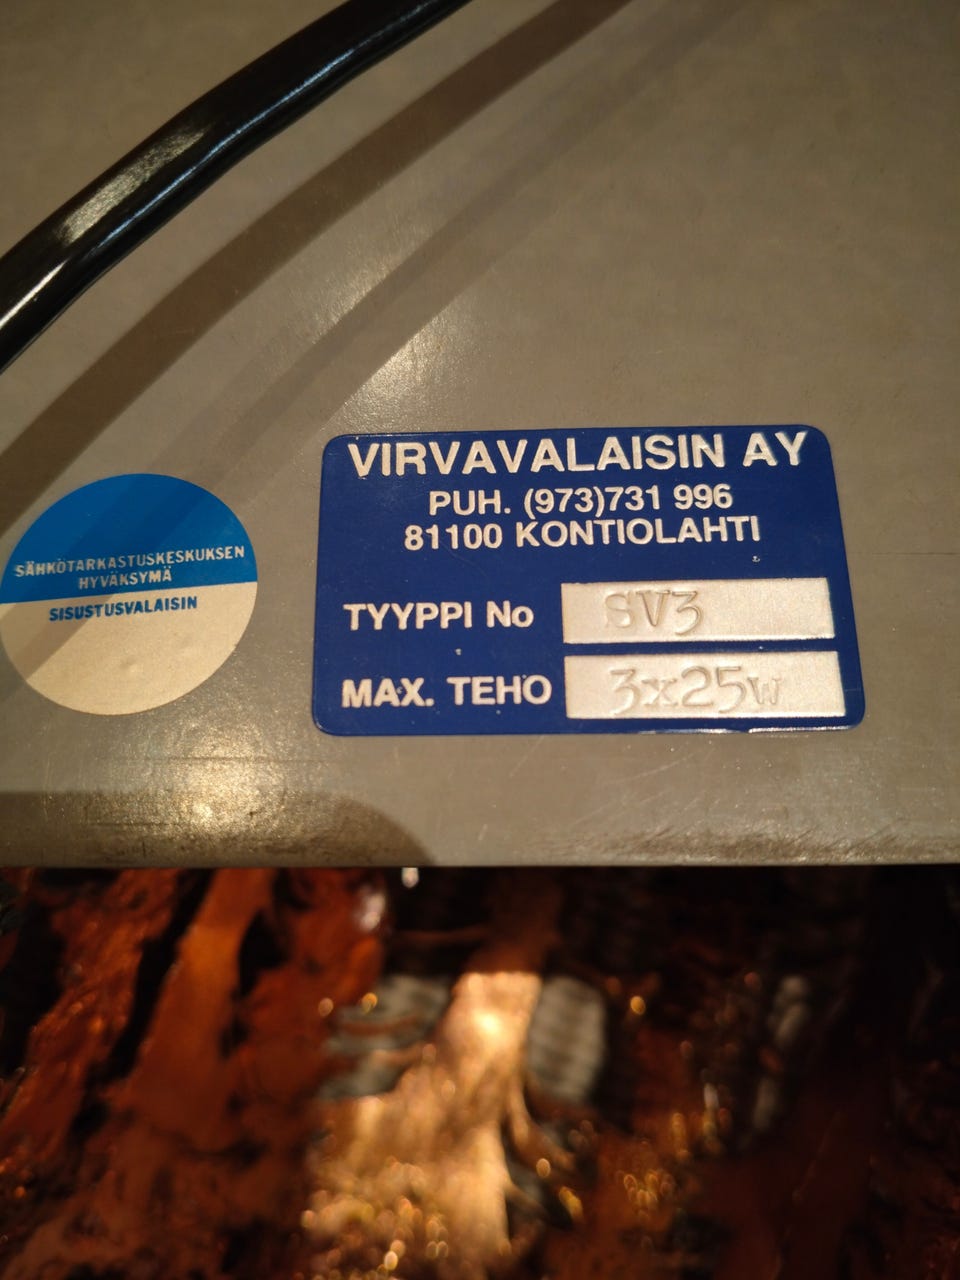 VIRVAVALAISIN AY
PUH. (973)731 996
81100 KONTIOLAHTI
TYYPPI No SV3
MAX. TEHO 3x25W
SÄHKÖTARKASTUSKESKUKSEN
HYVÄKSYMÄ
SISUSTUSVALAISIN